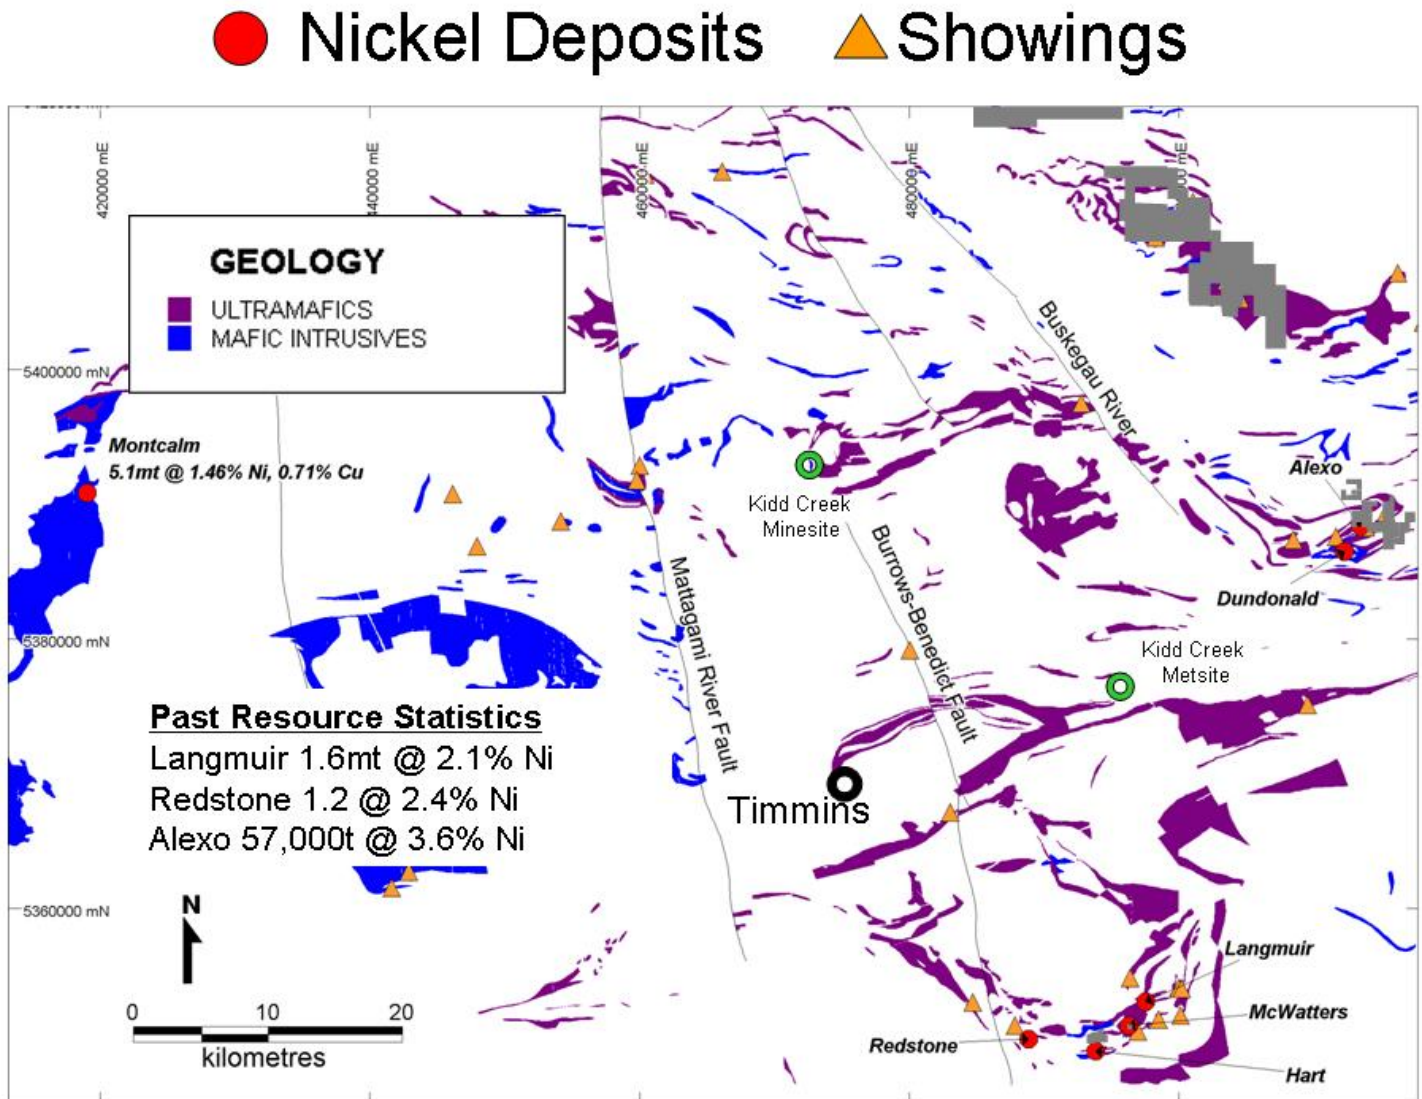 Nickel Deposits Showings
420000 mE
440000 mE
460000 mE
480000 mE
mE
GEOLOGY
ULTRAMAFICS
MAFIC INTRUSIVES
5400000 mN
Montcalm
5.1mt @ 1.46% Ni, 0.71% Cu
Buskegau River
Alexo
Kidd Creek
Minesite
Dundonald
Mattagami River Fault
Burrows-Benedict Fault
5380000 mN
Kidd Creek
Metsite
Past Resource Statistics
Langmuir 1.6mt @ 2.1% Ni
Redstone 1.2 @ 2.4% Ni
Alexo 57,000t @ 3.6% Ni
Timmins
5360000 mN
N
Langmuir
McWatters
Redstone
Hart
0 10 20
kilometres